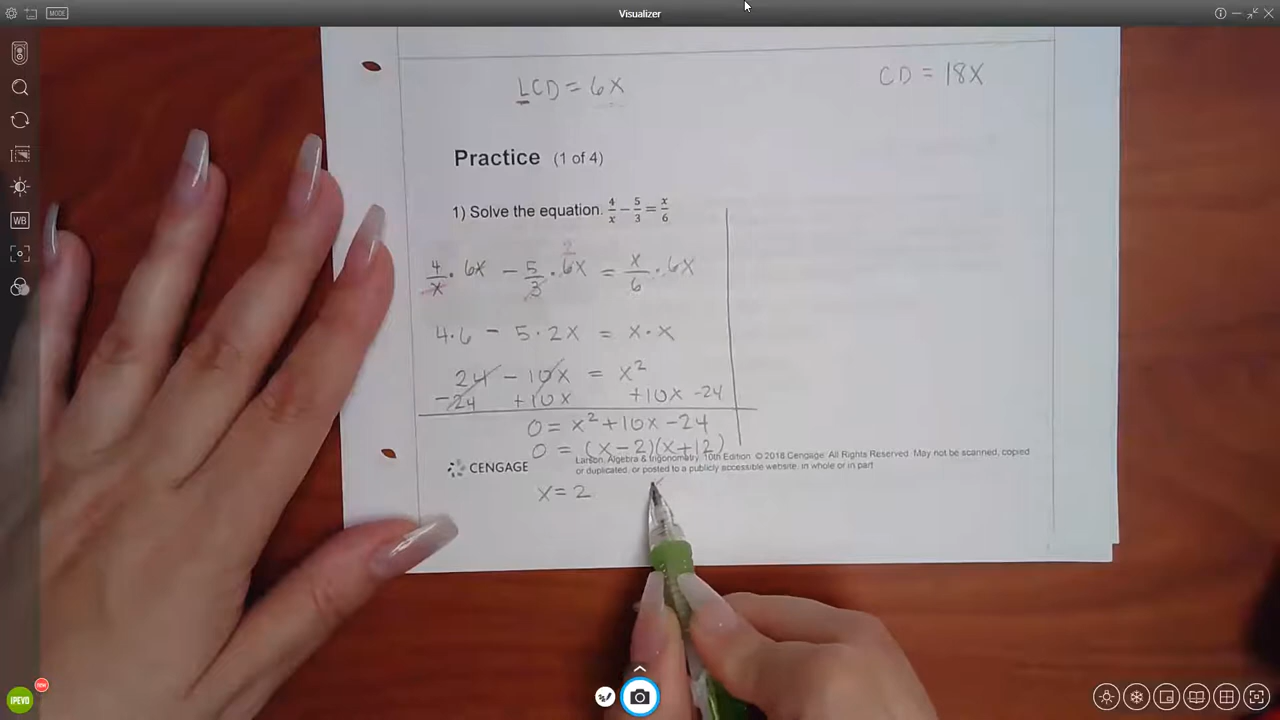 MODE
Visualizer
LCD = 6X
CD = 18X
Practice (1 of 4)
1) Solve the equation. 4/x − 5/3 = x/6
2
4/x · 6X − 5/3 · 6X = X/6 · 6X
4·6 − 5·2X = X·X
24 − 10X = X²
−24 +10X +10X −24
0 = X² + 10X − 24
0 = (X−2)(X+12)
CENGAGE
Larson, Algebra & Trigonometry, 10th Edition. © 2018 Cengage. All Rights Reserved. May not be scanned, copied
or duplicated, or posted to a publicly accessible website, in whole or in part
X = 2
WB
IPEVO
new